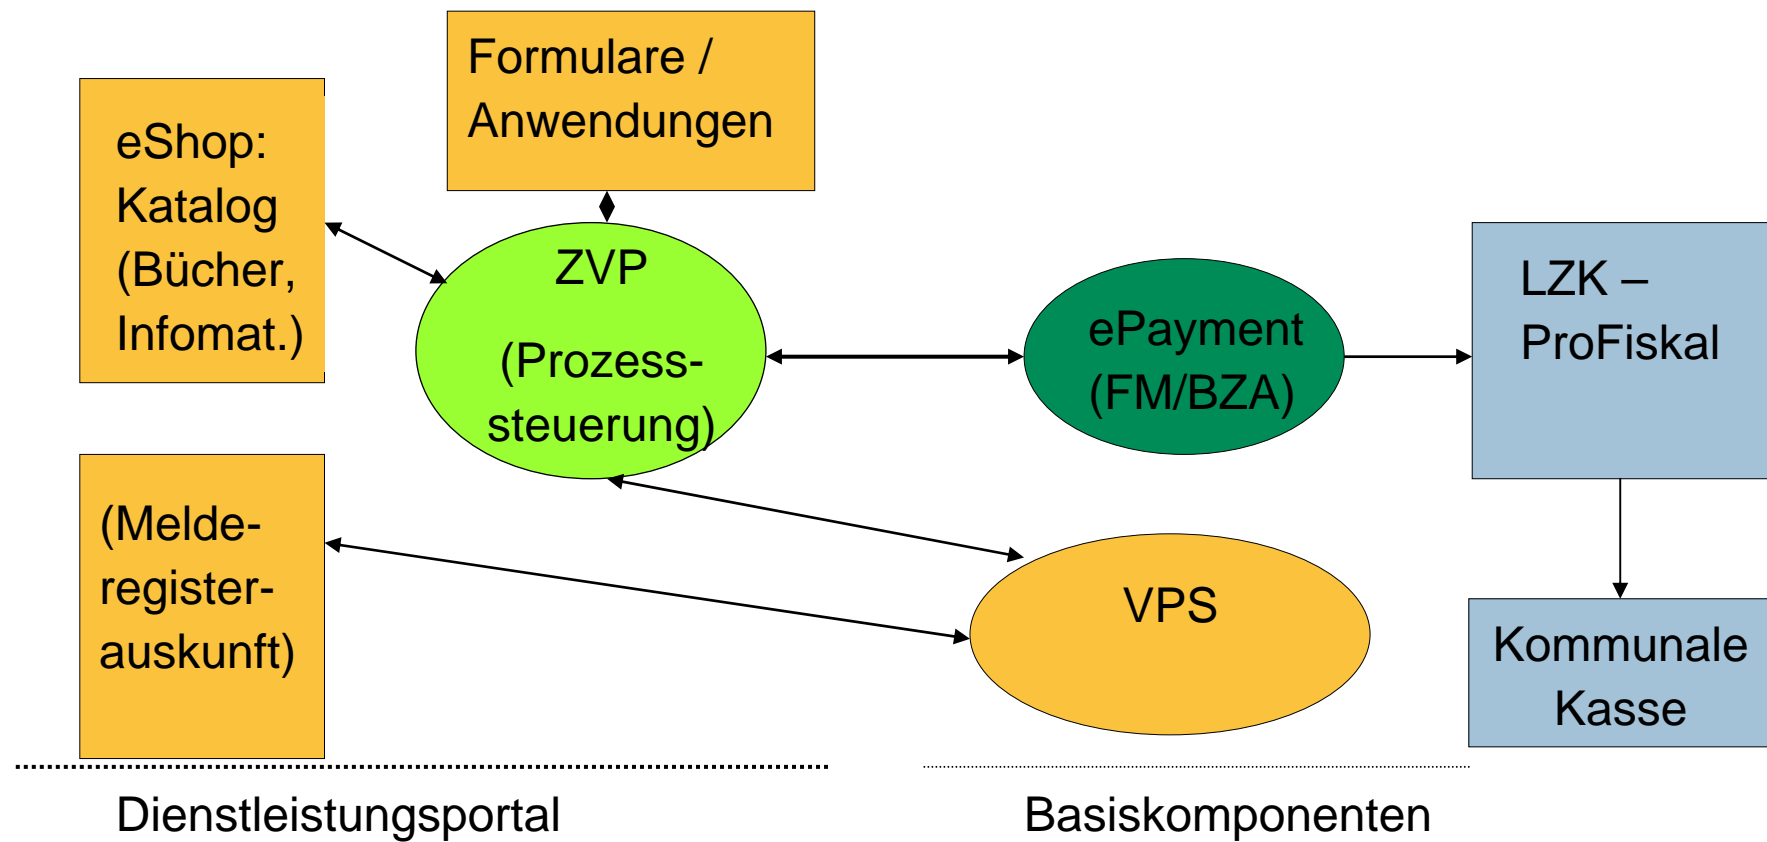 Formulare /
Anwendungen
eShop:
Katalog
(Bücher,
Infomat.)
ZVP
(Prozess-
steuerung)
ePayment
(FM/BZA)
LZK –
ProFiskal
(Melde-
register-
auskunft)
VPS
Kommunale
Kasse
Dienstleistungsportal
Basiskomponenten